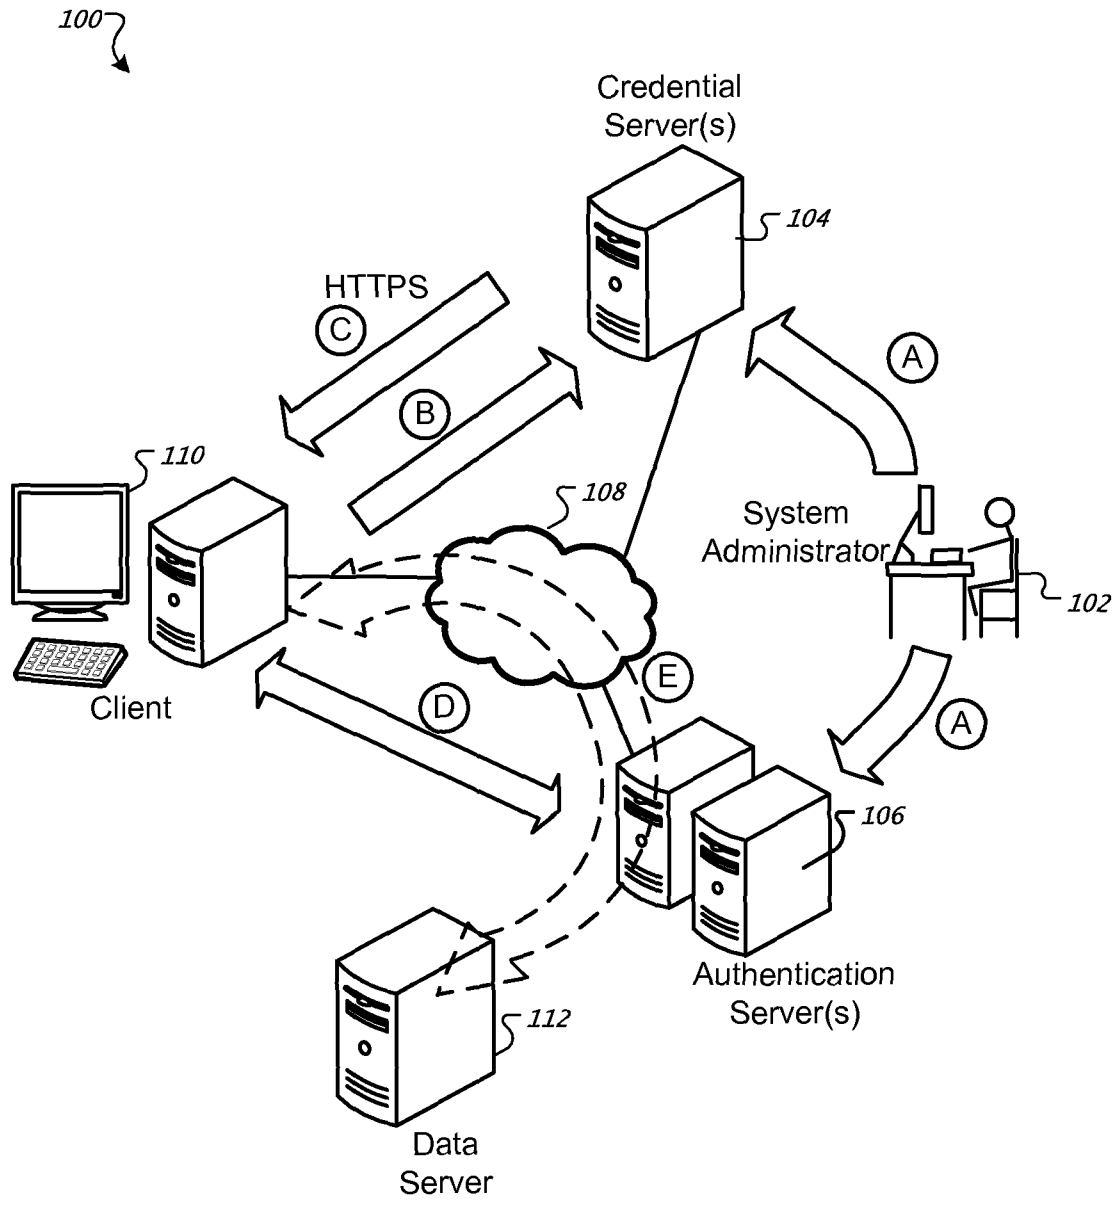 100
Credential
Server(s)
104
HTTPS
C
A
B
110
108
System
Administrator
102
E
Client
D
A
106
Authentication
Server(s)
112
Data
Server